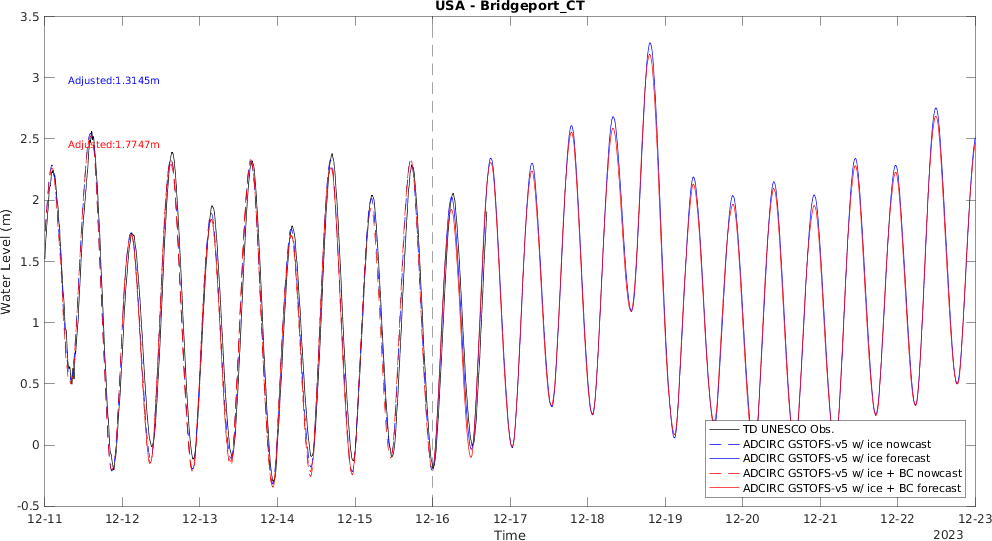 USA - Bridgeport_CT
3.5
3
2.5
2
1.5
1
0.5
0
-0.5
Water Level (m)
Adjusted:1.3145m
Adjusted:1.7747m
TD UNESCO Obs.
ADCIRC GSTOFS-v5 w/ ice nowcast
ADCIRC GSTOFS-v5 w/ ice forecast
ADCIRC GSTOFS-v5 w/ ice + BC nowcast
ADCIRC GSTOFS-v5 w/ ice + BC forecast
12-11 12-12 12-13 12-14 12-15 12-16 12-17 12-18 12-19 12-20 12-21 12-22 12-23
Time
2023